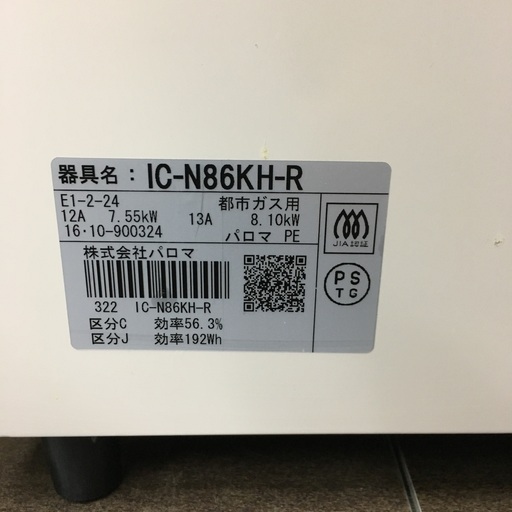 器具名：IC-N86KH-R
E1-2-24 都市ガス用
12A 7.55kW 13A 8.10kW
16·10-900324 パロマ PE
JIA認証
株式会社パロマ
PS
TG
322 IC-N86KH-R
区分C 効率56.3%
区分J 効率192Wh